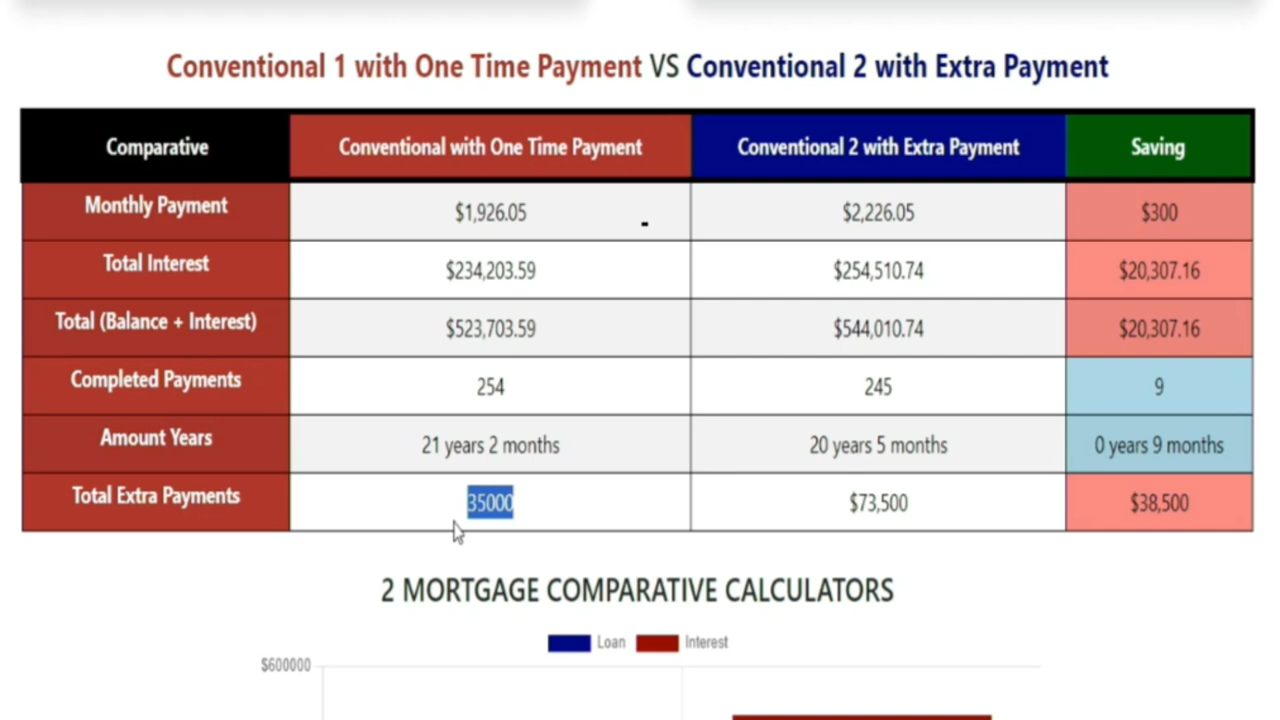 Conventional 1 with One Time Payment VS Conventional 2 with Extra Payment
Comparative Conventional with One Time Payment Conventional 2 with Extra Payment Saving
Monthly Payment $1,926.05 $2,226.05 $300
Total Interest $234,203.59 $254,510.74 $20,307.16
Total (Balance + Interest) $523,703.59 $544,010.74 $20,307.16
Completed Payments 254 245 9
Amount Years 21 years 2 months 20 years 5 months 0 years 9 months
Total Extra Payments 35000 $73,500 $38,500
2 MORTGAGE COMPARATIVE CALCULATORS
Loan Interest
$600000